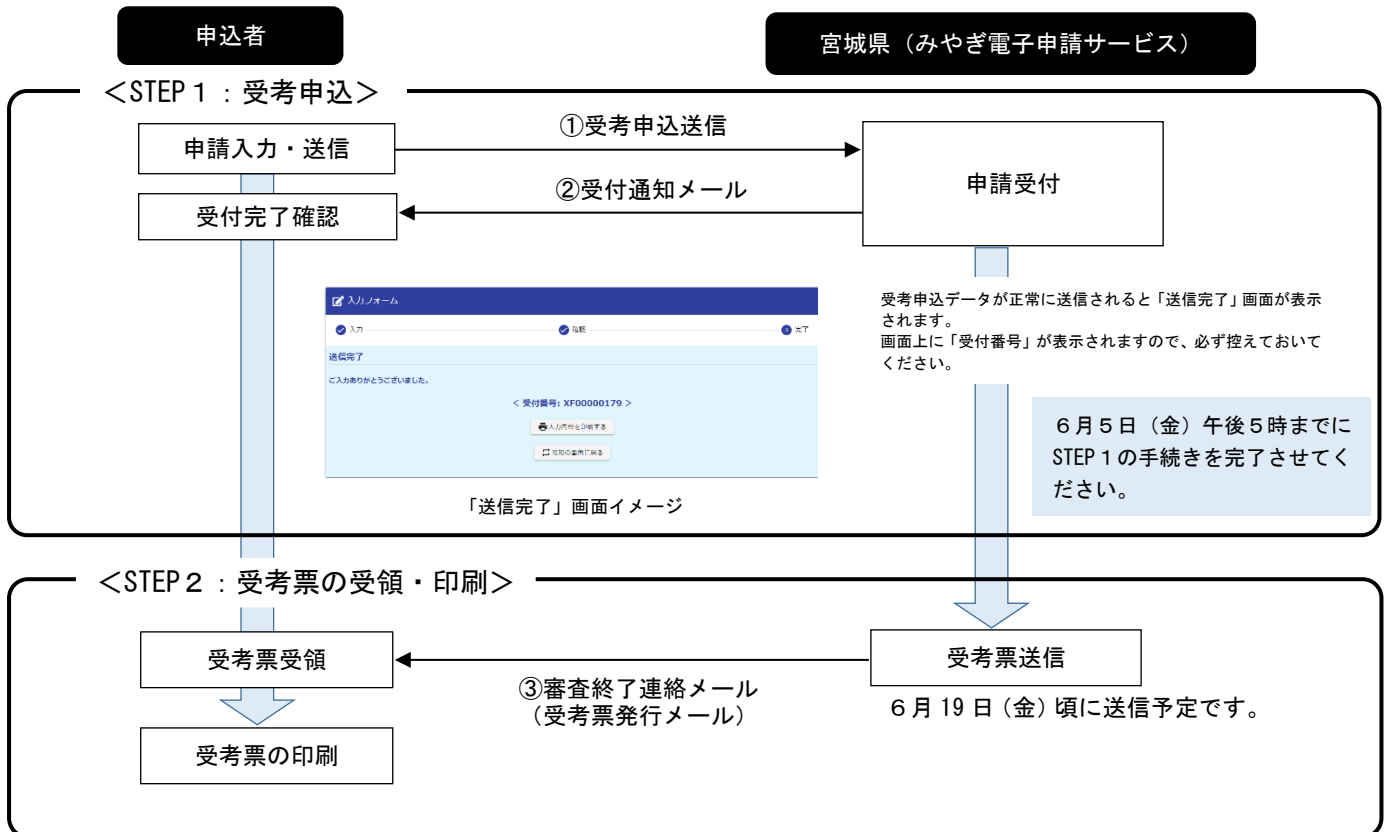 申込者
宮城県（みやぎ電子申請サービス）
＜STEP１：受考申込＞
申請入力・送信
①受考申込送信
申請受付
②受付通知メール
受付完了確認
入力フォーム
入力
確認
3 完了
送信完了
ご入力ありがとうございました。
＜ 受付番号: XF00000179 ＞
入力内容を印刷する
最初の画面に戻る
「送信完了」画面イメージ
受考申込データが正常に送信されると「送信完了」画面が表示
されます。
画面上に「受付番号」が表示されますので、必ず控えておいて
ください。
６月５日（金）午後５時までに
STEP１の手続きを完了させてく
ださい。
＜STEP２：受考票の受領・印刷＞
受考票受領
受考票送信
③審査終了連絡メール
（受考票発行メール）
６月 19 日（金）頃に送信予定です。
受考票の印刷